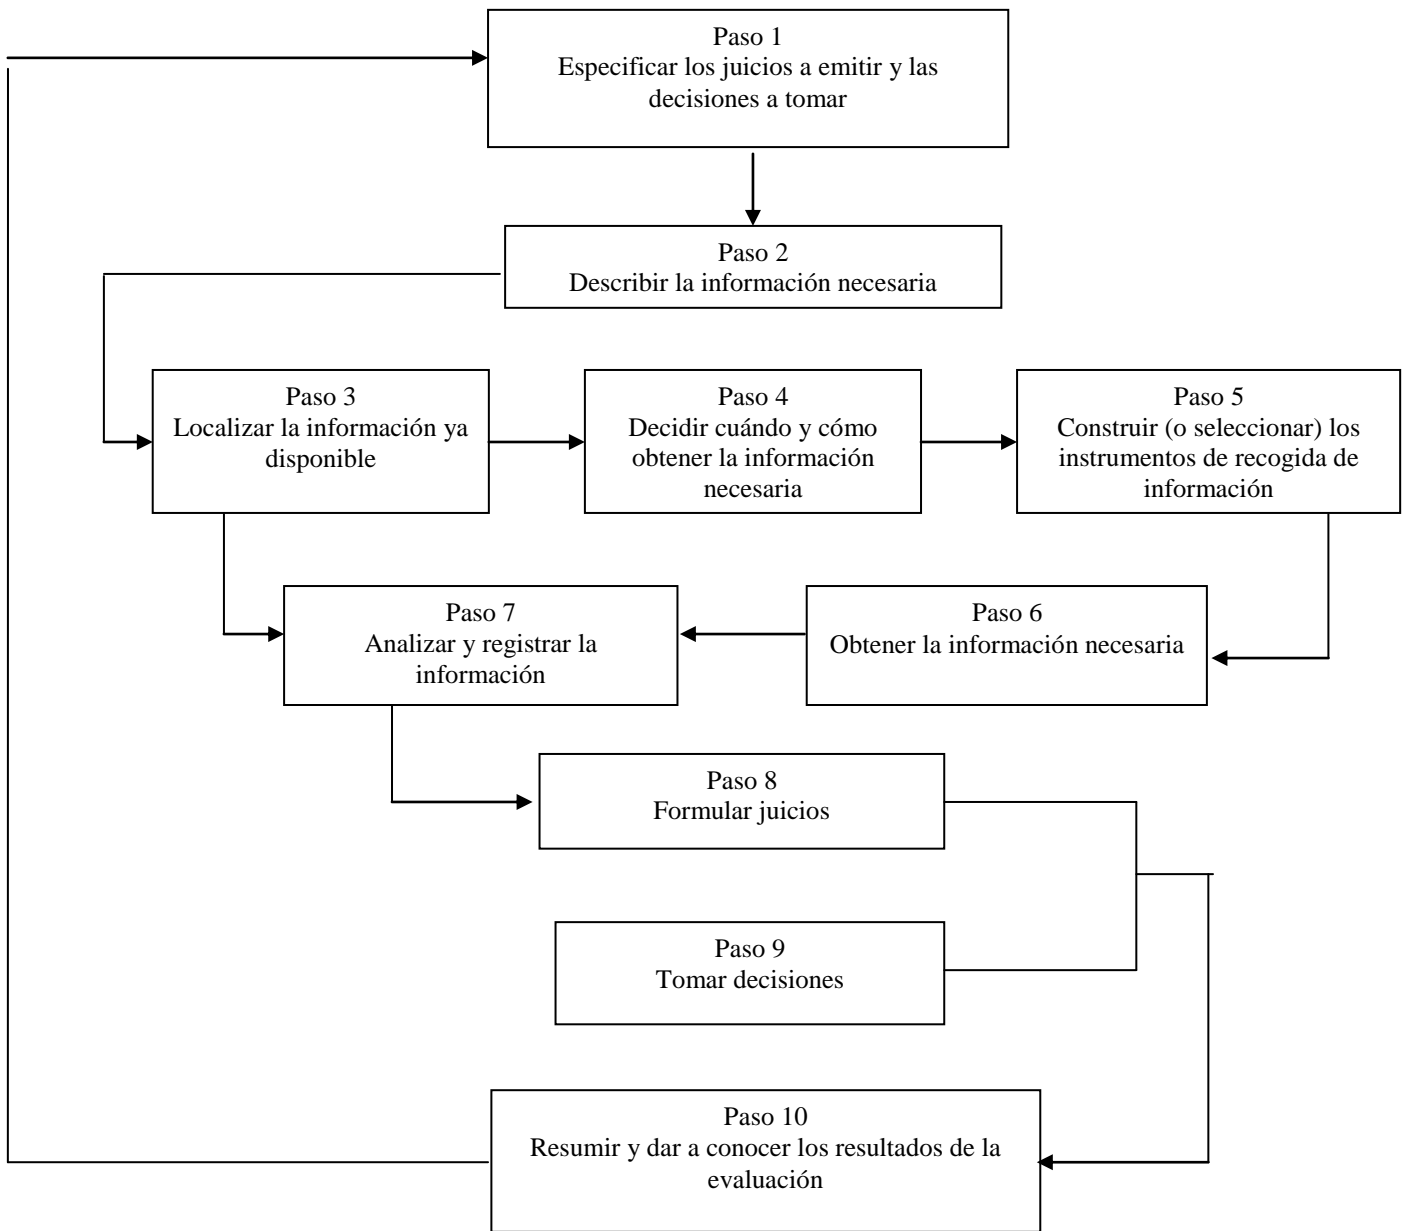 Paso 1
Especificar los juicios a emitir y las
decisiones a tomar
Paso 2
Describir la información necesaria
Paso 3
Localizar la información ya
disponible
Paso 4
Decidir cuándo y cómo
obtener la información
necesaria
Paso 5
Construir (o seleccionar) los
instrumentos de recogida de
información
Paso 7
Analizar y registrar la
información
Paso 6
Obtener la información necesaria
Paso 8
Formular juicios
Paso 9
Tomar decisiones
Paso 10
Resumir y dar a conocer los resultados de la
evaluación